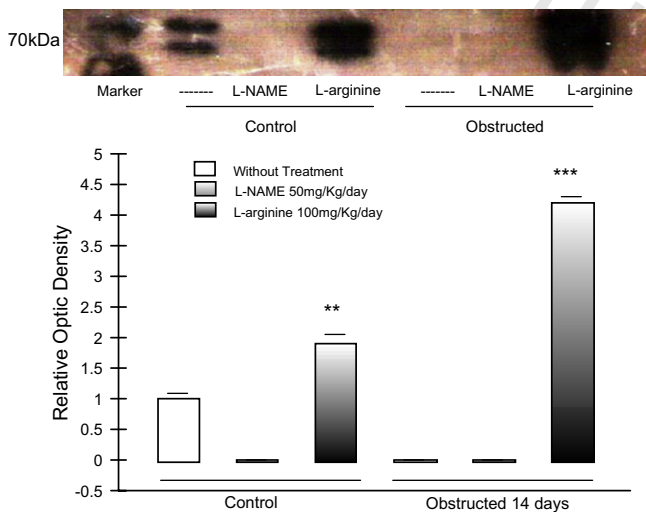 70kDa
Marker ------- L-NAME L-arginine ------- L-NAME L-arginine
Control Obstructed
Relative Optic Density
5
4.5
4
3.5
3
2.5
2
1.5
1
0.5
0
-0.5
Without Treatment
L-NAME 50mg/Kg/day
L-arginine 100mg/Kg/day
**
***
Control Obstructed 14 days